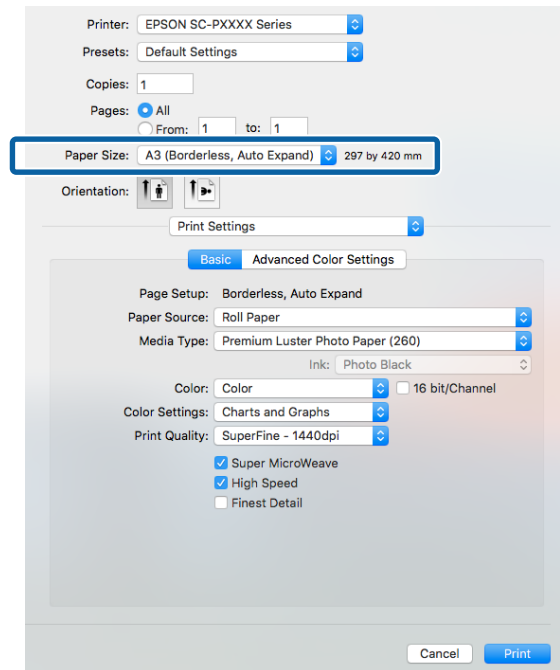 Printer: EPSON SC-PXXXX Series
Presets: Default Settings
Copies: 1
Pages: All
From: 1 to: 1
Paper Size: A3 (Borderless, Auto Expand) 297 by 420 mm
Orientation:
Print Settings
Basic Advanced Color Settings
Page Setup: Borderless, Auto Expand
Paper Source: Roll Paper
Media Type: Premium Luster Photo Paper (260)
Ink: Photo Black
Color: Color 16 bit/Channel
Color Settings: Charts and Graphs
Print Quality: SuperFine - 1440dpi
Super MicroWeave
High Speed
Finest Detail
Cancel Print